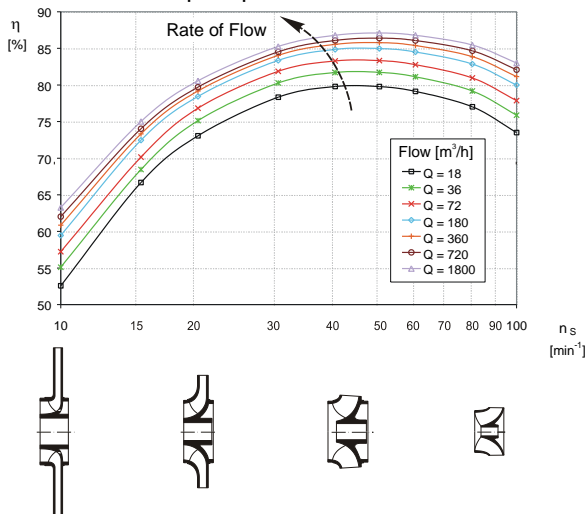 η
[%]
Rate of Flow
90
85
80
75
70.
65
60
55
50
Flow [m³/h]
Q = 18
Q = 36
Q = 72
Q = 180
Q = 360
Q = 720
Q = 1800
10 15 20 30 40 50 60 70 80 90 100
n S
[min⁻¹]